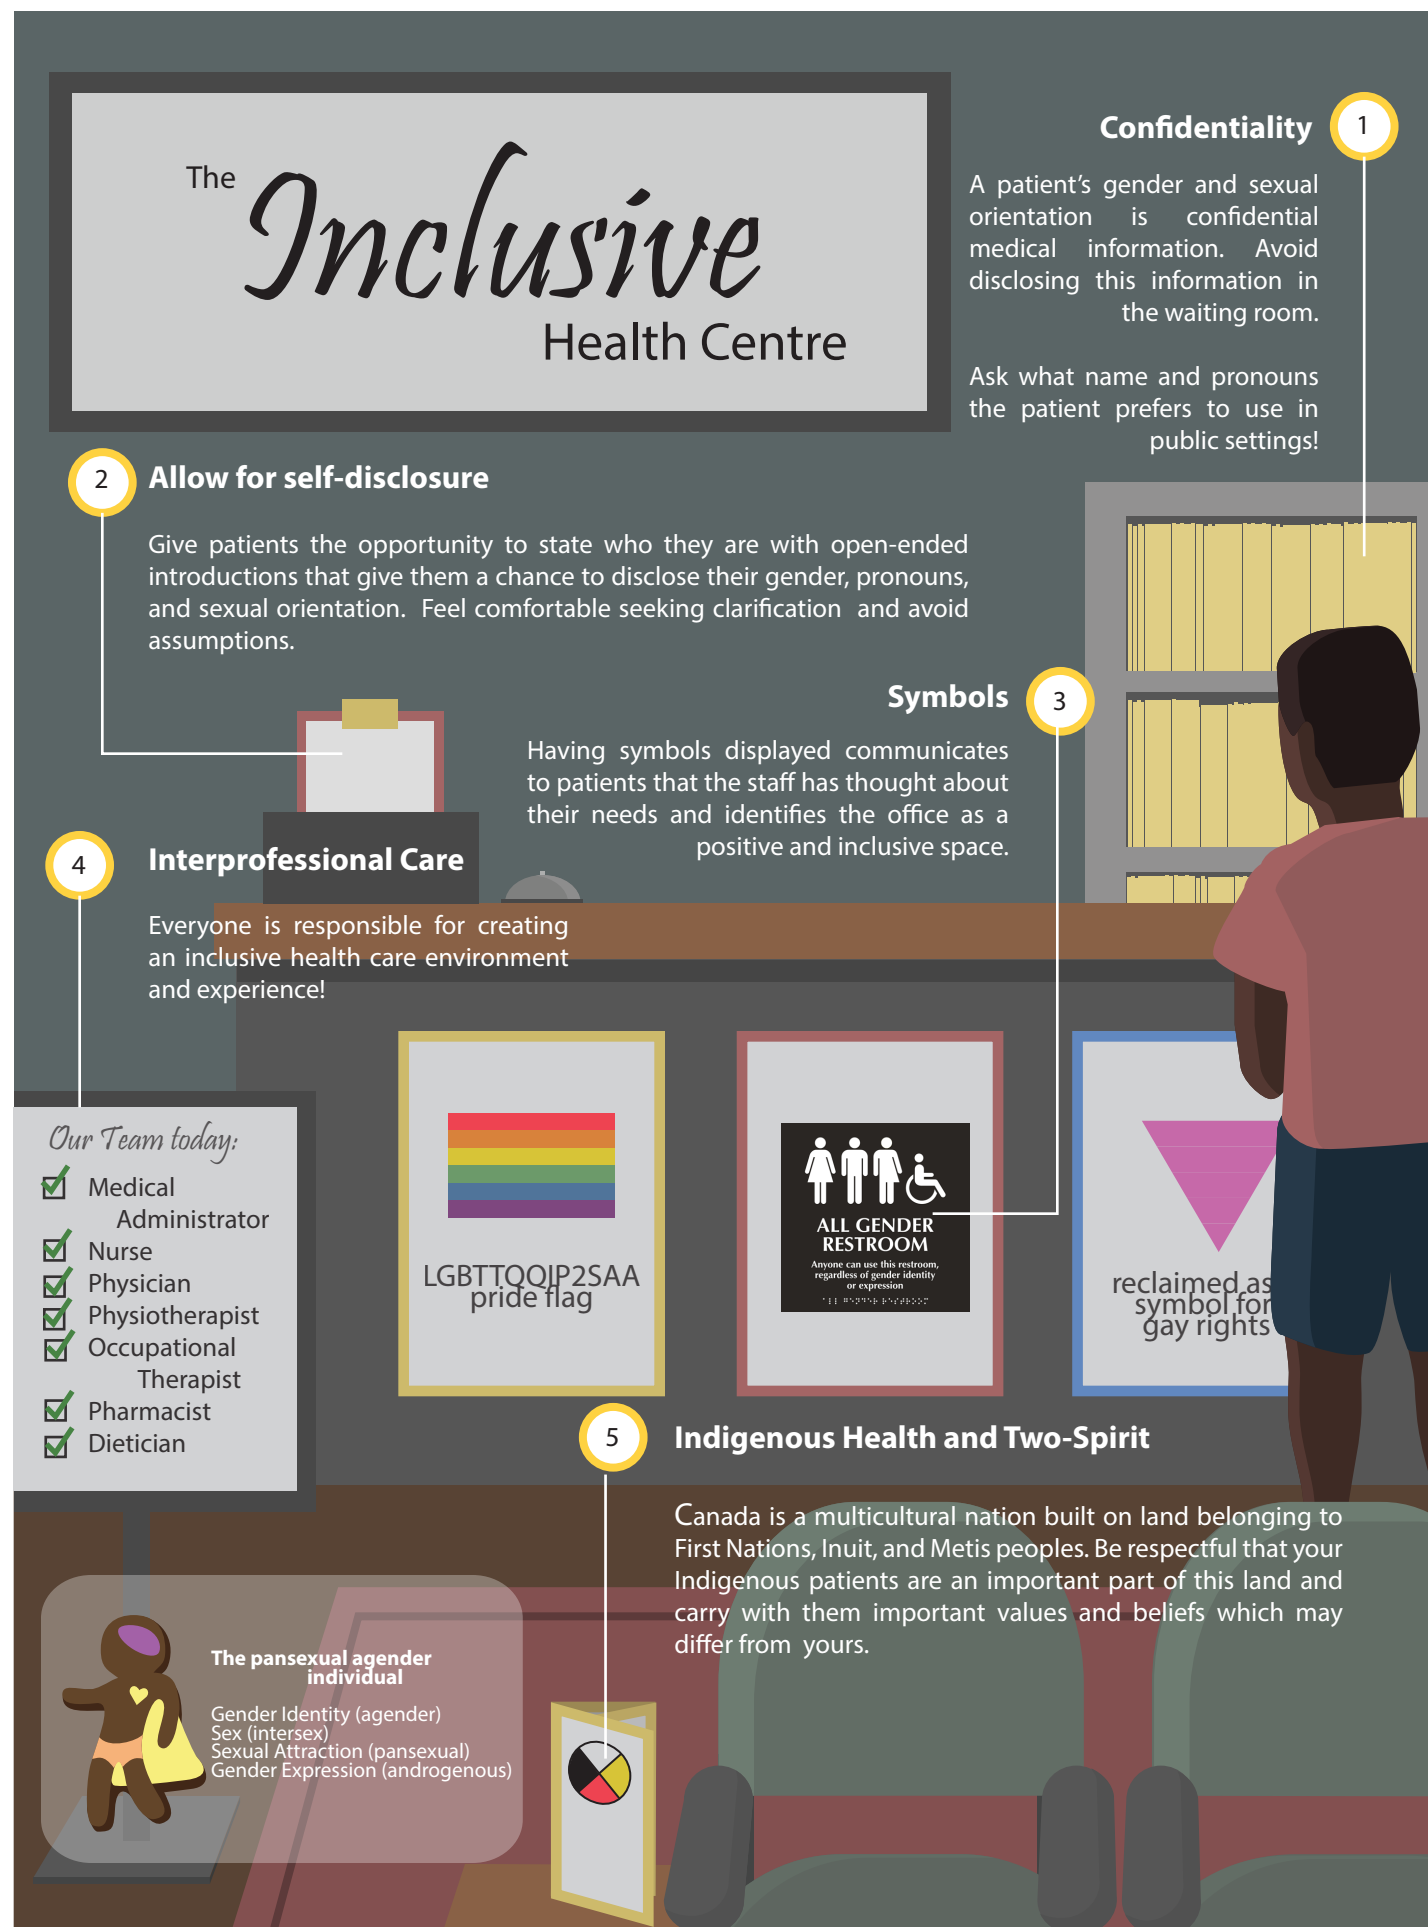 The
Inclusive
Health Centre
Confidentiality
1
A patient's gender and sexual
orientation is confidential
medical information. Avoid
disclosing this information in
the waiting room.
Ask what name and pronouns
the patient prefers to use in
public settings!
2
Allow for self-disclosure
Give patients the opportunity to state who they are with open-ended
introductions that give them a chance to disclose their gender, pronouns,
and sexual orientation. Feel comfortable seeking clarification and avoid
assumptions.
Symbols
3
Having symbols displayed communicates
to patients that the staff has thought about
their needs and identifies the office as a
positive and inclusive space.
4
Interprofessional Care
Everyone is responsible for creating
an inclusive health care environment
and experience!
Our Team today:
Medical
Administrator
Nurse
Physician
Physiotherapist
Occupational
Therapist
Pharmacist
Dietician
LGBTTQQIP2SAA
pride flag
ALL GENDER
RESTROOM
Anyone can use this restroom,
regardless of gender identity
or expression
reclaimed as
symbol for
gay rights
5
Indigenous Health and Two-Spirit
Canada is a multicultural nation built on land belonging to
First Nations, Inuit, and Metis peoples. Be respectful that your
Indigenous patients are an important part of this land and
carry with them important values and beliefs which may
differ from yours.
The pansexual agender
individual
Gender Identity (agender)
Sex (intersex)
Sexual Attraction (pansexual)
Gender Expression (androgenous)